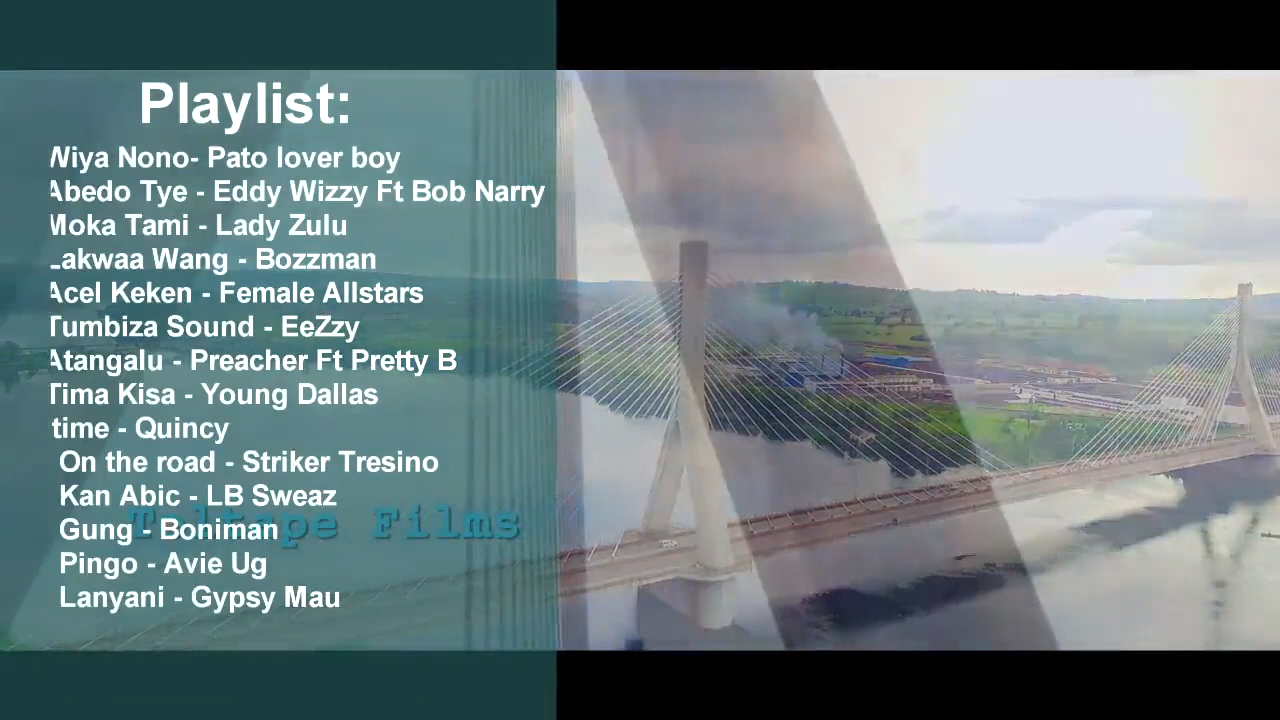 Playlist:
Wiya Nono- Pato lover boy
Abedo Tye - Eddy Wizzy Ft Bob Narry
Moka Tami - Lady Zulu
Lakwaa Wang - Bozzman
Acel Keken - Female Allstars
Tumbiza Sound - EeZzy
Atangalu - Preacher Ft Pretty B
Tima Kisa - Young Dallas
time - Quincy
On the road - Striker Tresino
Kan Abic - LB Sweaz
Gung - Boniman
Films
Pingo - Avie Ug
Lanyani - Gypsy Mau